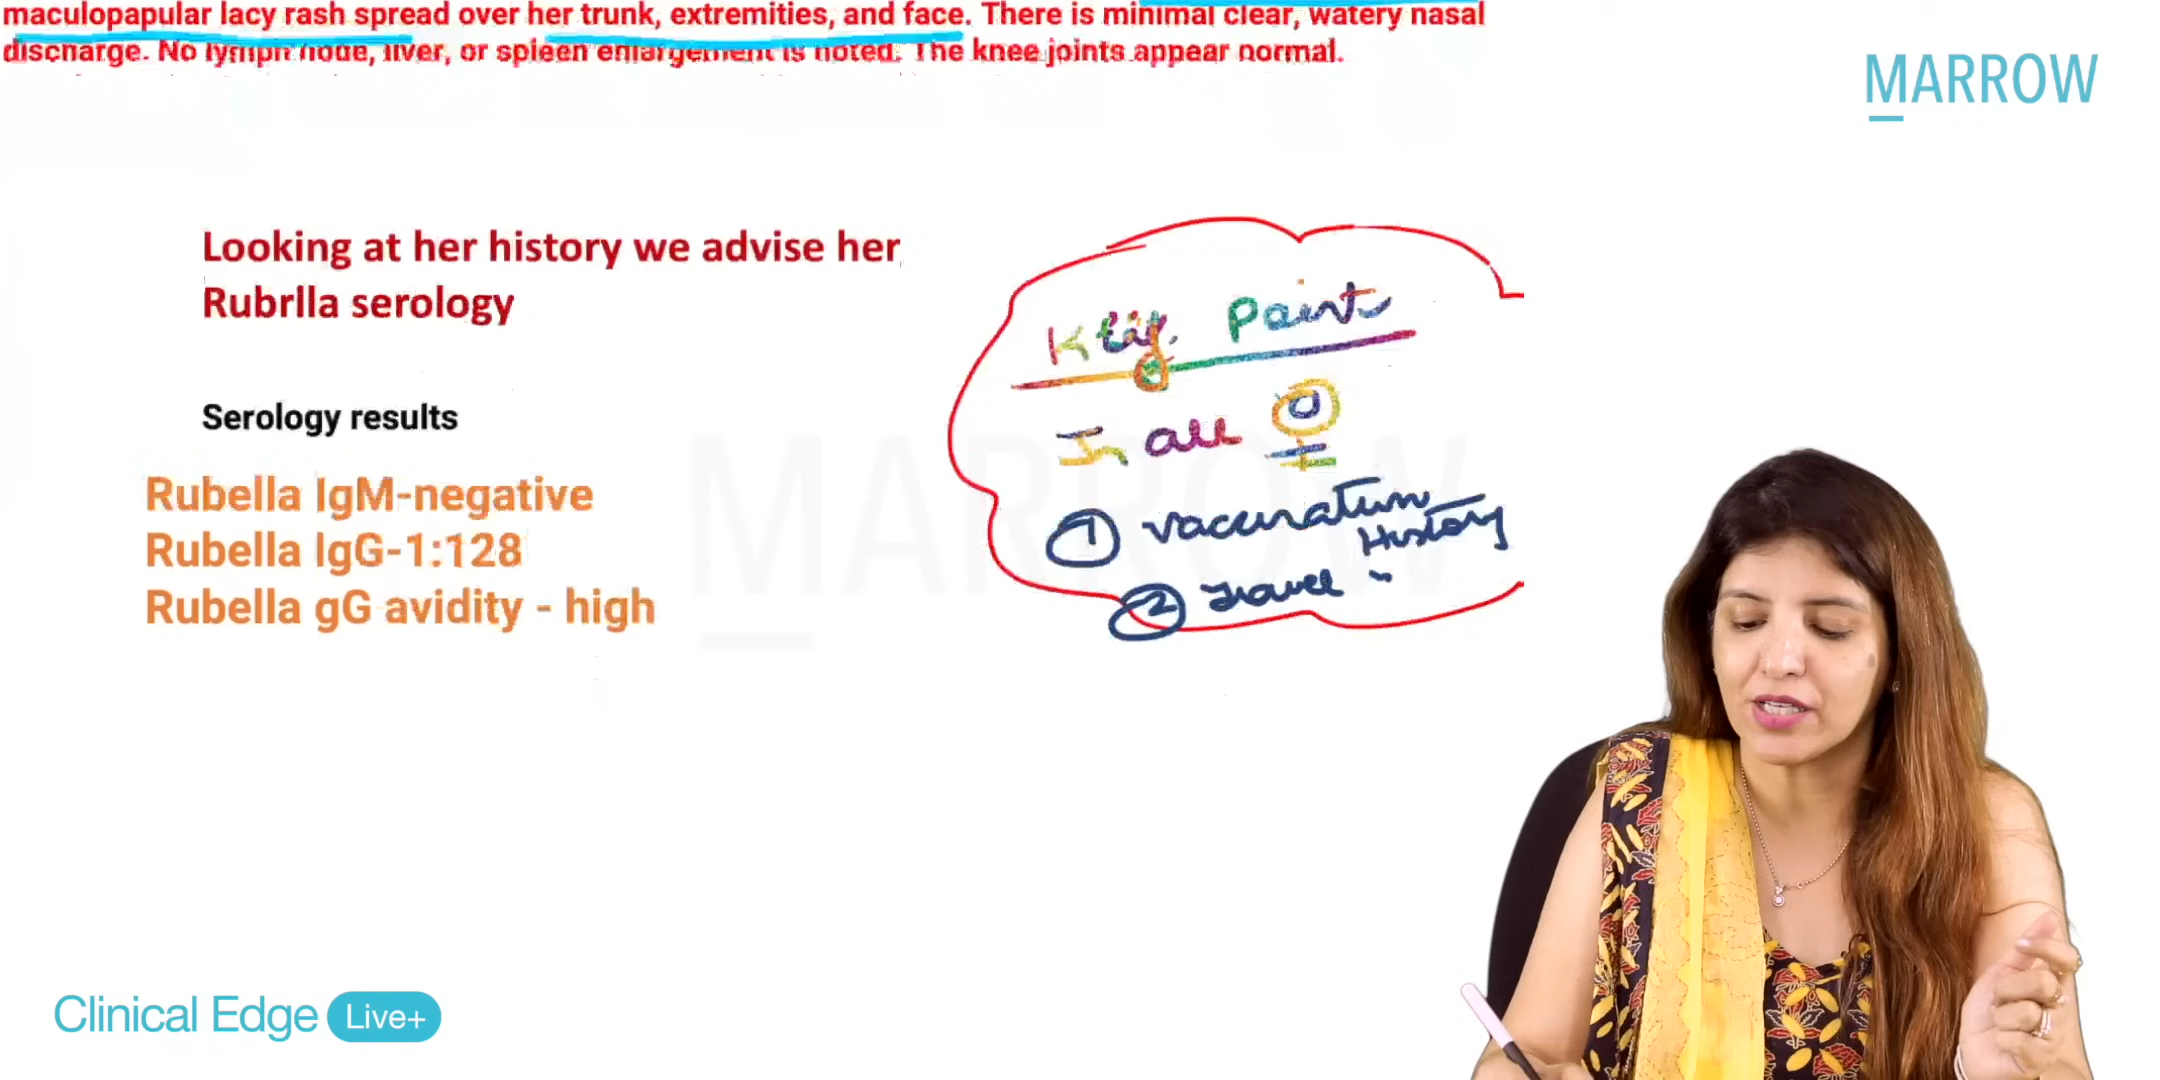 maculopapular lacy rash spread over her trunk, extremities, and face. There is minimal clear, watery nasal
discharge. No lymph node, liver, or spleen enlargement is noted. The knee joints appear normal.
MARROW
Looking at her history we advise her
Rubrlla serology
Serology results
Rubella IgM-negative
Rubella IgG-1:128
Rubella gG avidity - high
Point
In all ♀
① vaccination
History
② Travel "
MARROW
Clinical Edge Live+